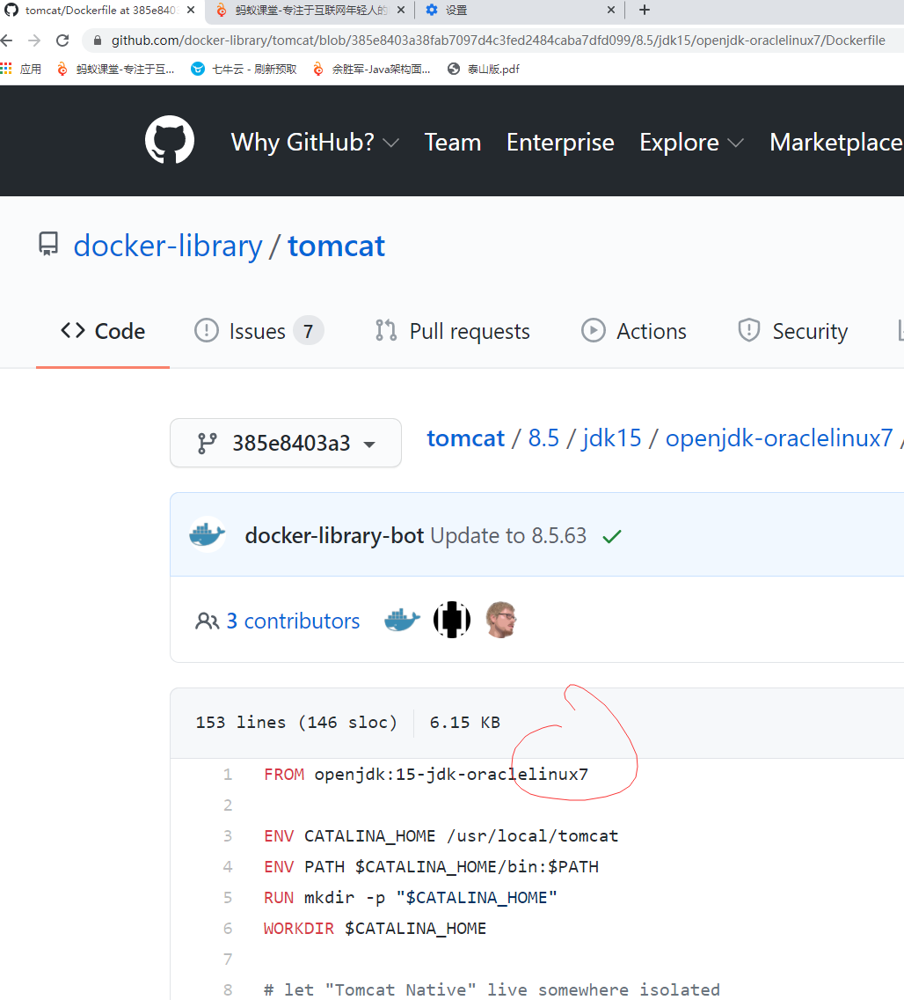 tomcat/Dockerfile at 385e8403
蚂蚁课堂-专注于互联网年轻人的
设置
github.com/docker-library/tomcat/blob/385e8403a38fab7097d4c3fed2484caba7dfd099/8.5/jdk15/openjdk-oraclelinux7/Dockerfile
应用
蚂蚁课堂-专注于互...
七牛云 - 刷新预取
余胜军-Java架构面...
泰山版.pdf
Why GitHub? Team Enterprise Explore Marketplace
docker-library / tomcat
Code Issues 7 Pull requests Actions Security
385e8403a3 tomcat / 8.5 / jdk15 / openjdk-oraclelinux7 /
docker-library-bot Update to 8.5.63
3 contributors
153 lines (146 sloc) 6.15 KB
1 FROM openjdk:15-jdk-oraclelinux7
2
3 ENV CATALINA_HOME /usr/local/tomcat
4 ENV PATH $CATALINA_HOME/bin:$PATH
5 RUN mkdir -p "$CATALINA_HOME"
6 WORKDIR $CATALINA_HOME
7
8 # let "Tomcat Native" live somewhere isolated